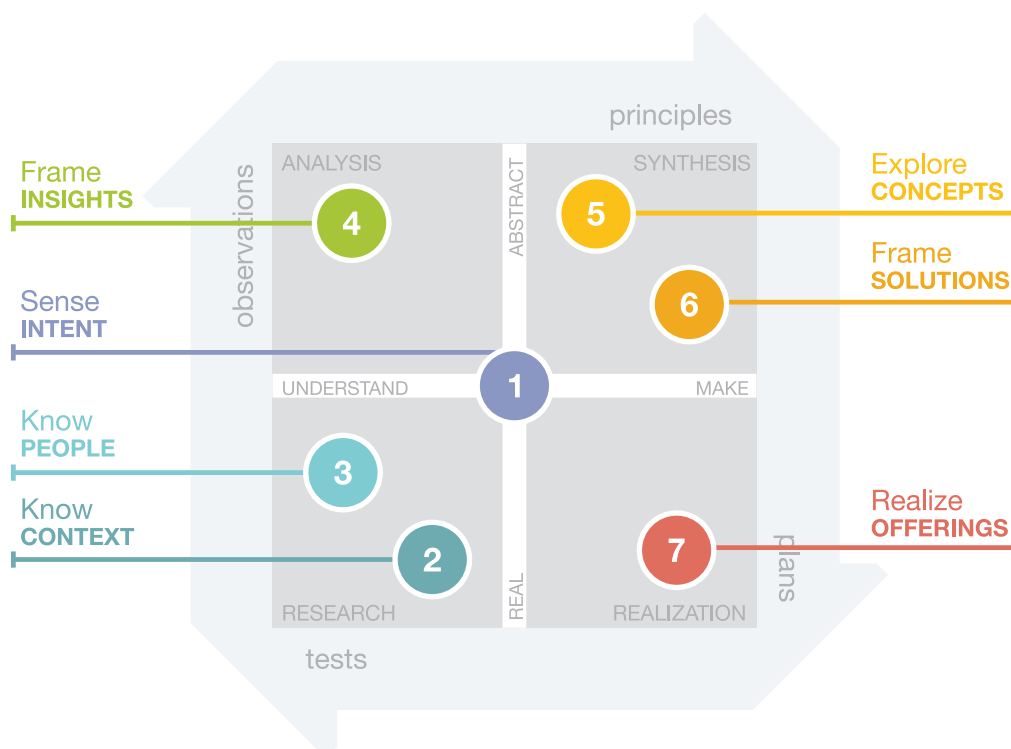 principles
ANALYSIS
ABSTRACT
SYNTHESIS
Frame
INSIGHTS
observations
4
5
Explore
CONCEPTS
Frame
SOLUTIONS
6
Sense
INTENT
UNDERSTAND
1
MAKE
Know
PEOPLE
3
Know
CONTEXT
2
7
Realize
OFFERINGS
plans
RESEARCH
REAL
REALIZATION
tests